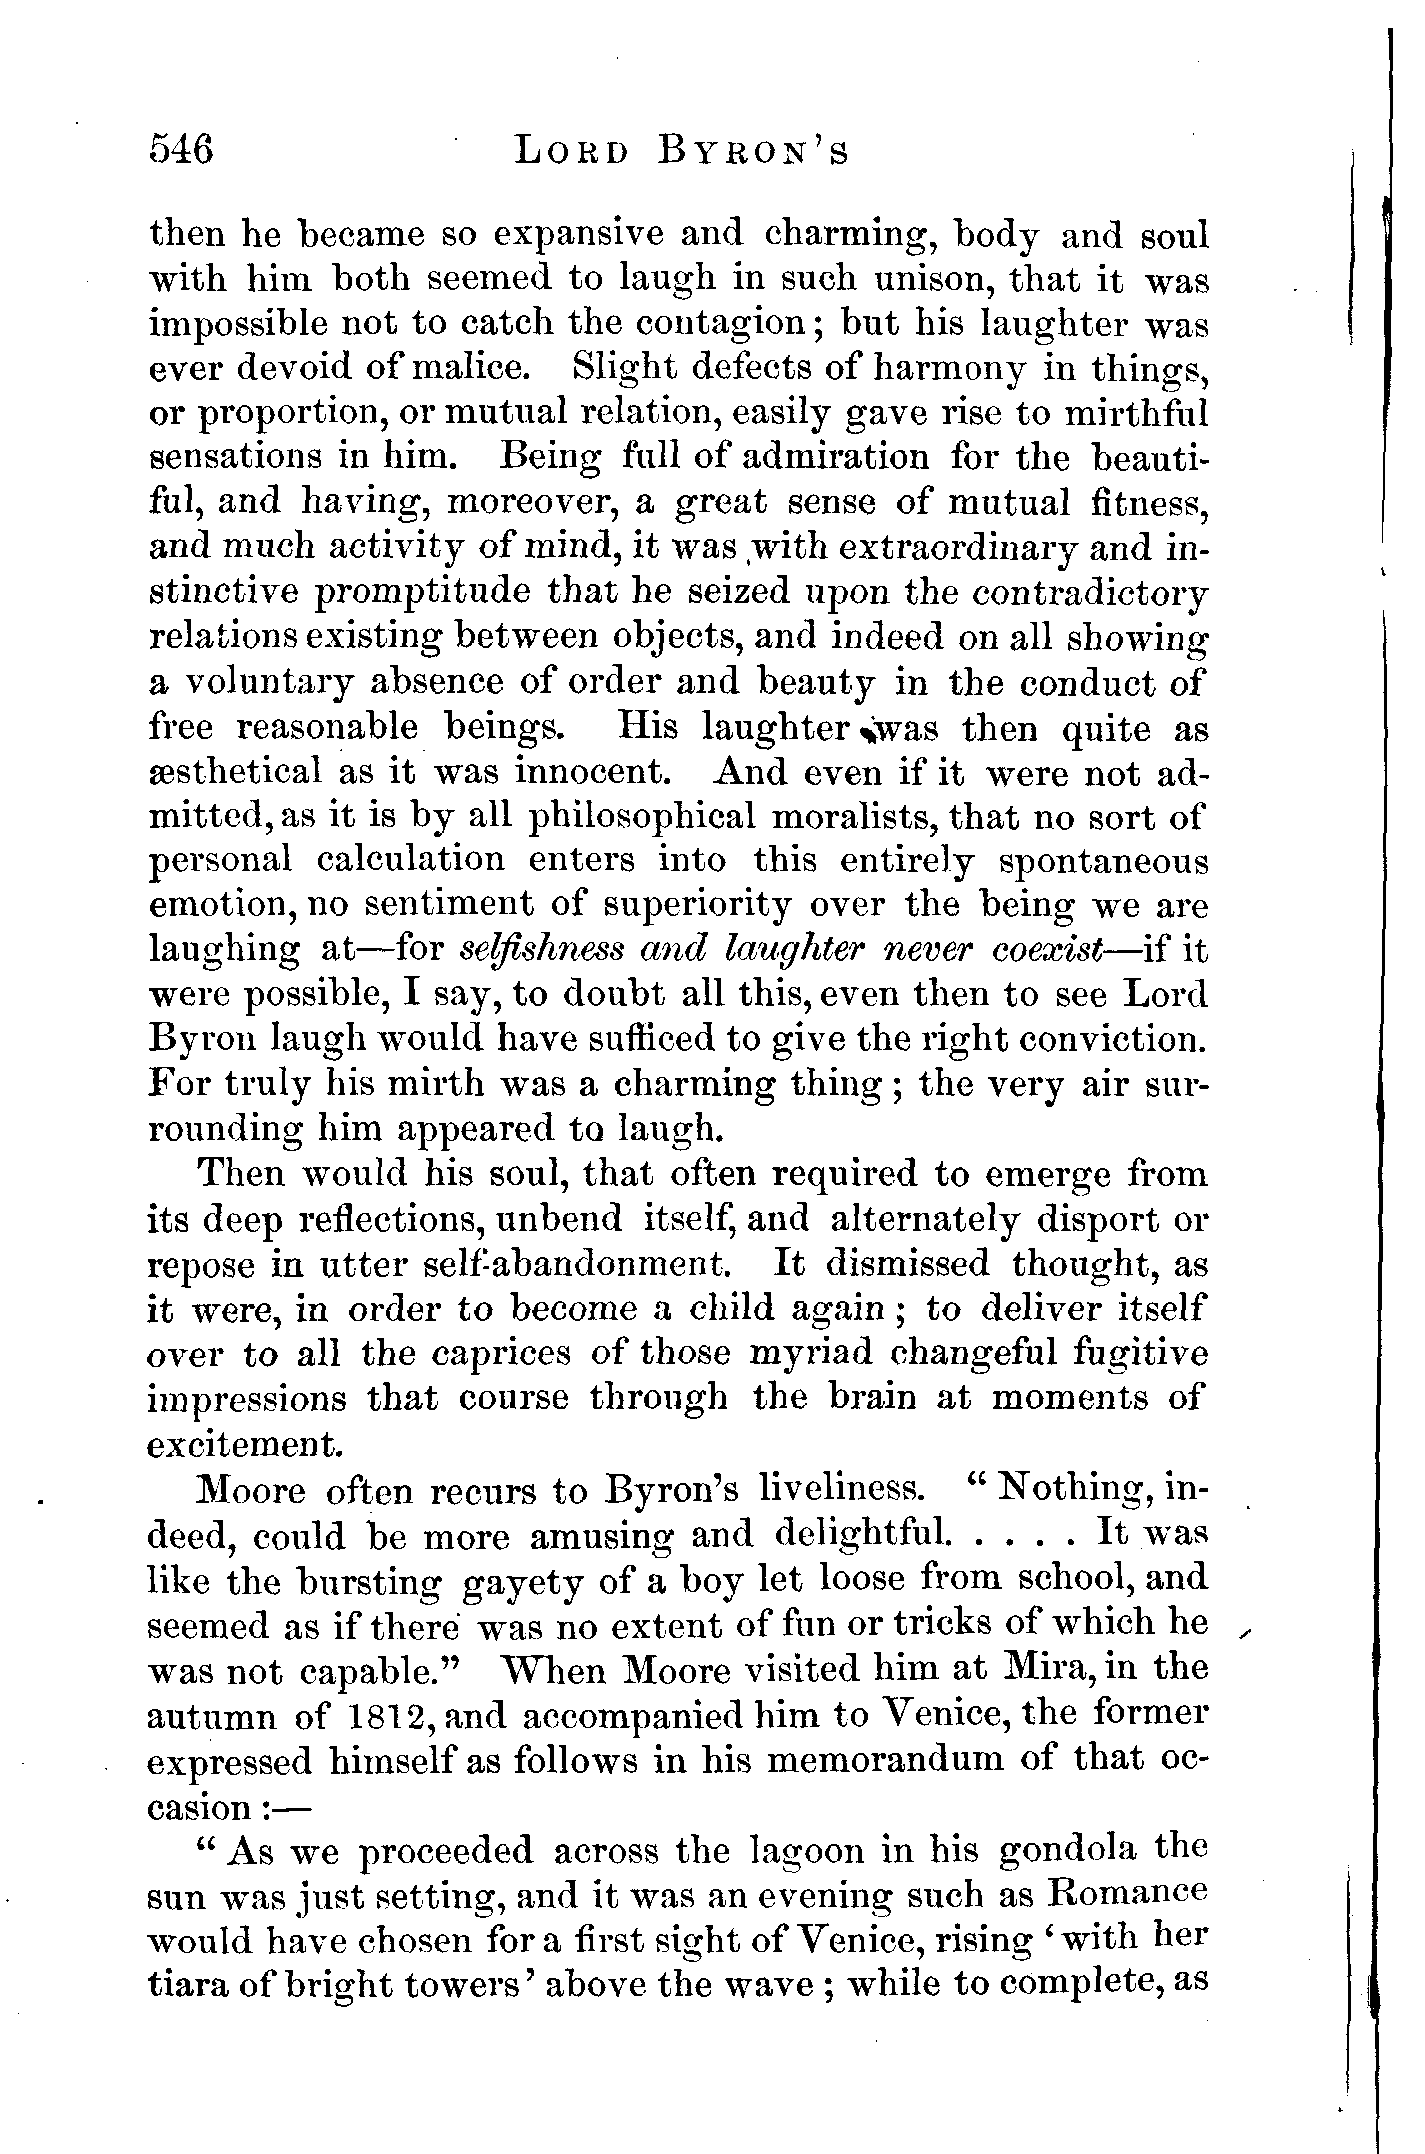 546 LORD BYRON'S
then he became so expansive and charming, body and soul
with him both seemed to laugh in such unison, that it was
impossible not to catch the contagion; but his laughter was
ever devoid of malice. Slight defects of harmony in things,
or proportion, or mutual relation, easily gave rise to mirthful
sensations in him. Being full of admiration for the beauti-
ful, and having, moreover, a great sense of mutual fitness,
and much activity of mind, it was with extraordinary and in-
stinctive promptitude that he seized upon the contradictory
relations existing between objects, and indeed on all showing
a voluntary absence of order and beauty in the conduct of
free reasonable beings. His laughter was then quite as
æsthetical as it was innocent. And even if it were not ad-
mitted, as it is by all philosophical moralists, that no sort of
personal calculation enters into this entirely spontaneous
emotion, no sentiment of superiority over the being we are
laughing at—for selfishness and laughter never coexist—if it
were possible, I say, to doubt all this, even then to see Lord
Byron laugh would have sufficed to give the right conviction.
For truly his mirth was a charming thing; the very air sur-
rounding him appeared to laugh.
Then would his soul, that often required to emerge from
its deep reflections, unbend itself, and alternately disport or
repose in utter self-abandonment. It dismissed thought, as
it were, in order to become a child again; to deliver itself
over to all the caprices of those myriad changeful fugitive
impressions that course through the brain at moments of
excitement.
Moore often recurs to Byron's liveliness. “Nothing, in-
deed, could be more amusing and delightful. . . . . It was
like the bursting gayety of a boy let loose from school, and
seemed as if there was no extent of fun or tricks of which he
was not capable.” When Moore visited him at Mira, in the
autumn of 1812, and accompanied him to Venice, the former
expressed himself as follows in his memorandum of that oc-
casion:—
“As we proceeded across the lagoon in his gondola the
sun was just setting, and it was an evening such as Romance
would have chosen for a first sight of Venice, rising ‘with her
tiara of bright towers’ above the wave; while to complete, as